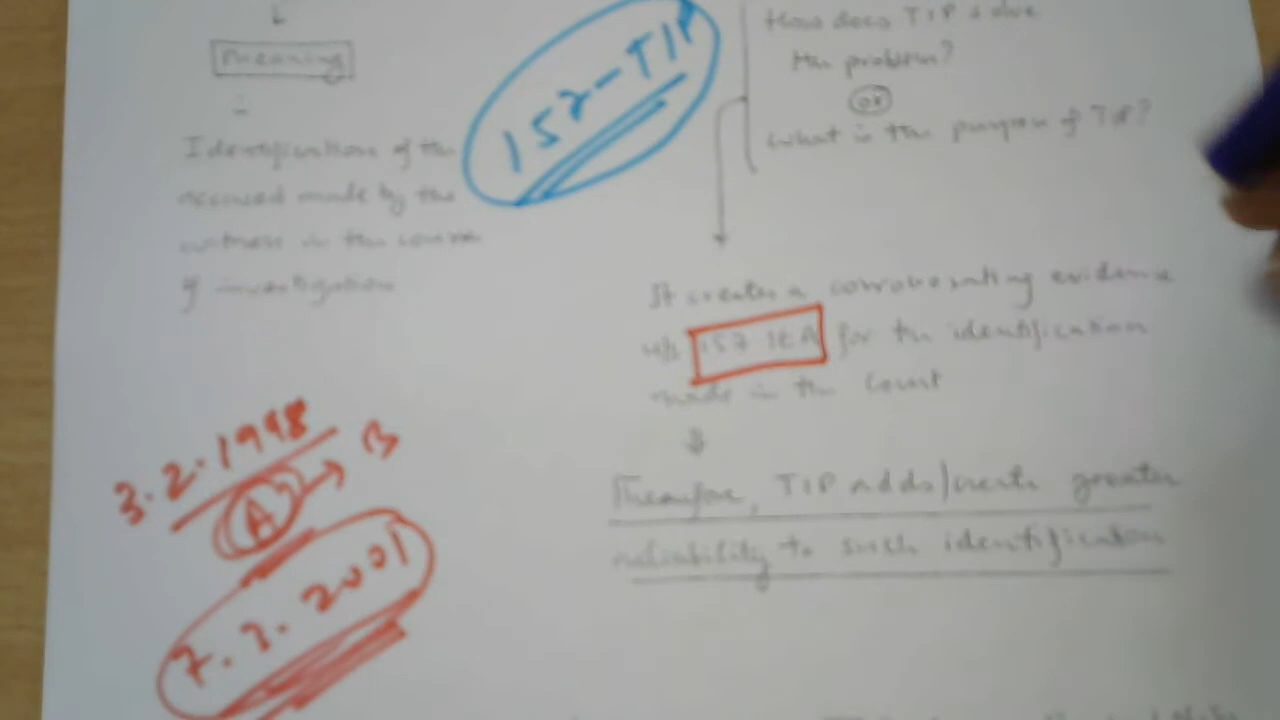 Meaning
Identification of the
accused made by the
witness in the course
of investigation
157-TIP
How does TIP solve
the problem?
OR
What is the purpose of TIP?
It creates a corroborating evidence
u/s 157 IEA for the identification
made in the court
Therefore, TIP adds/creates greater
reliability to such identification
3.2.1998
A → B
7.2.2001